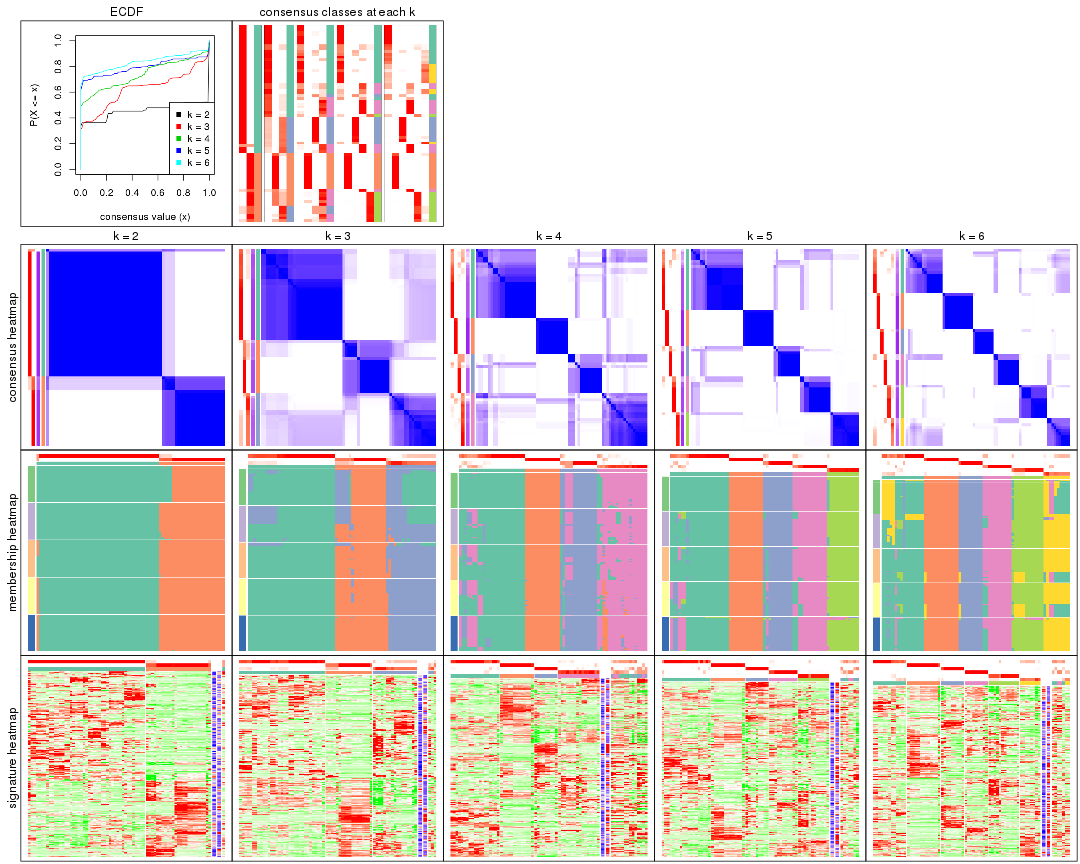 ECDF
consensus classes at each k
P(X <= x)
1.0
0.8
0.6
0.4
0.2
0.0
k = 2
k = 3
k = 4
k = 5
k = 6
0.0 0.2 0.4 0.6 0.8 1.0
consensus value (x)
k = 2
k = 3
k = 4
k = 5
k = 6
consensus heatmap
membership heatmap
signature heatmap